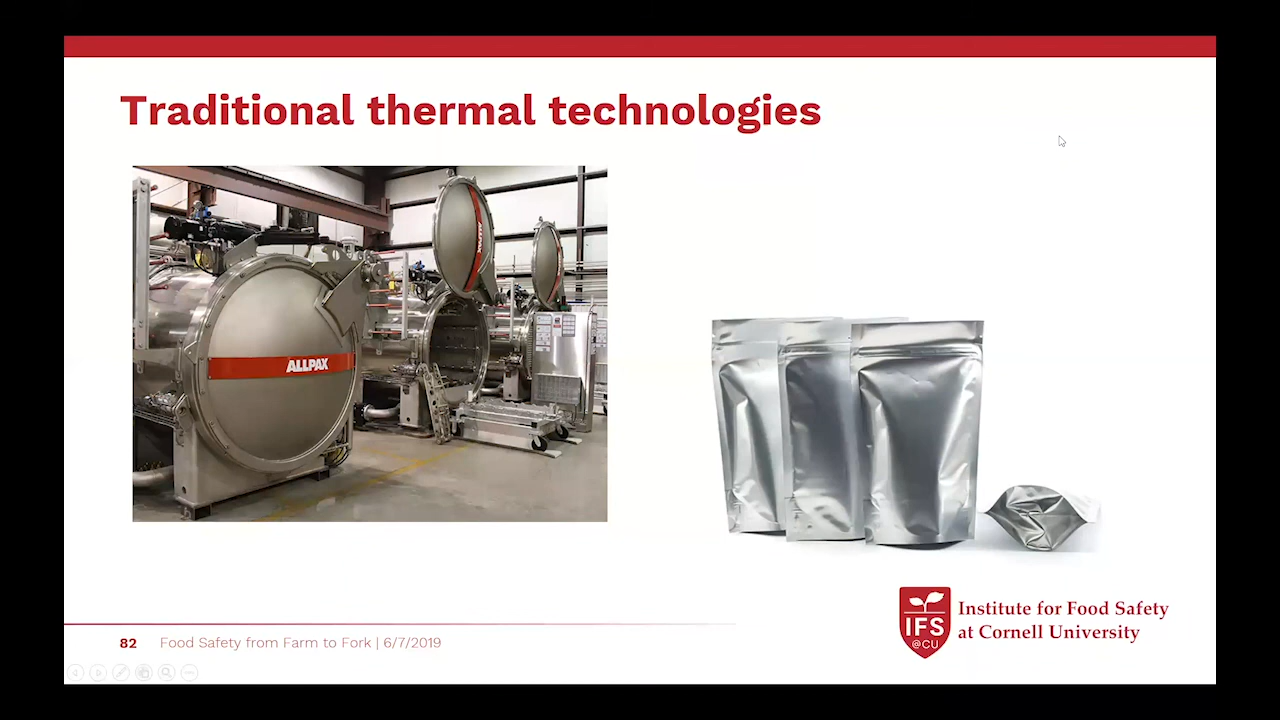 Traditional thermal technologies
ALLPAX
ALLPAX
82 Food Safety from Farm to Fork | 6/7/2019
IFS
@CU
Institute for Food Safety
at Cornell University